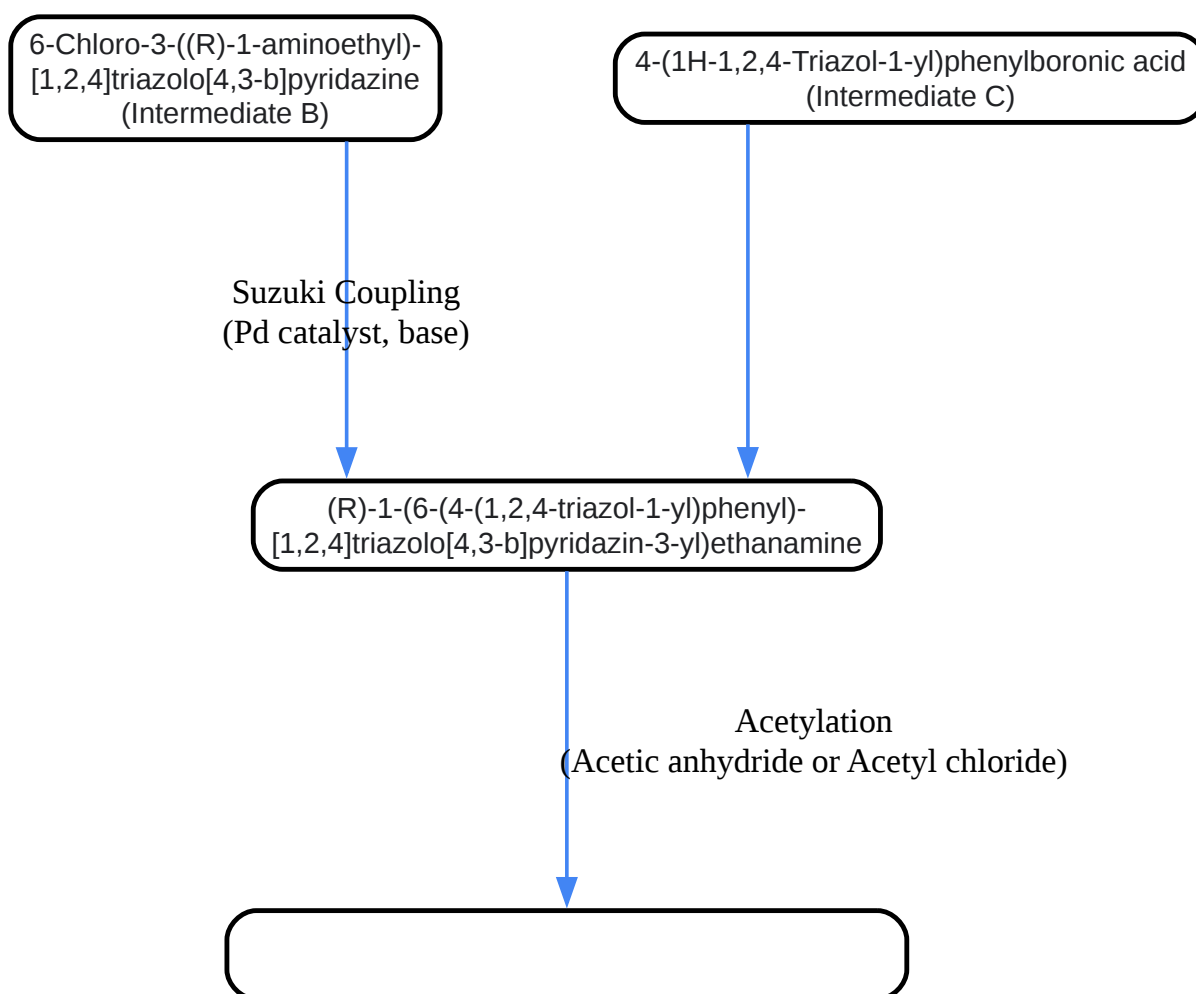 6-Chloro-3-((R)-1-aminoethyl)-
[1,2,4]triazolo[4,3-b]pyridazine
(Intermediate B)
4-(1H-1,2,4-Triazol-1-yl)phenylboronic acid
(Intermediate C)
Suzuki Coupling
(Pd catalyst, base)
(R)-1-(6-(4-(1,2,4-triazol-1-yl)phenyl)-
[1,2,4]triazolo[4,3-b]pyridazin-3-yl)ethanamine
Acetylation
(Acetic anhydride or Acetyl chloride)